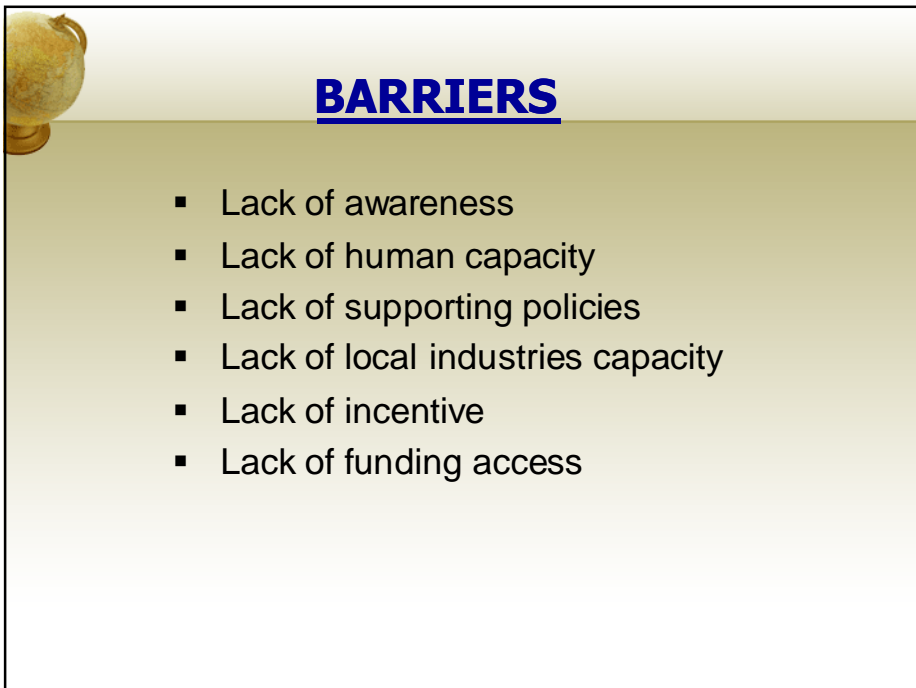 BARRIERS
▪ Lack of awareness
▪ Lack of human capacity
▪ Lack of supporting policies
▪ Lack of local industries capacity
▪ Lack of incentive
▪ Lack of funding access